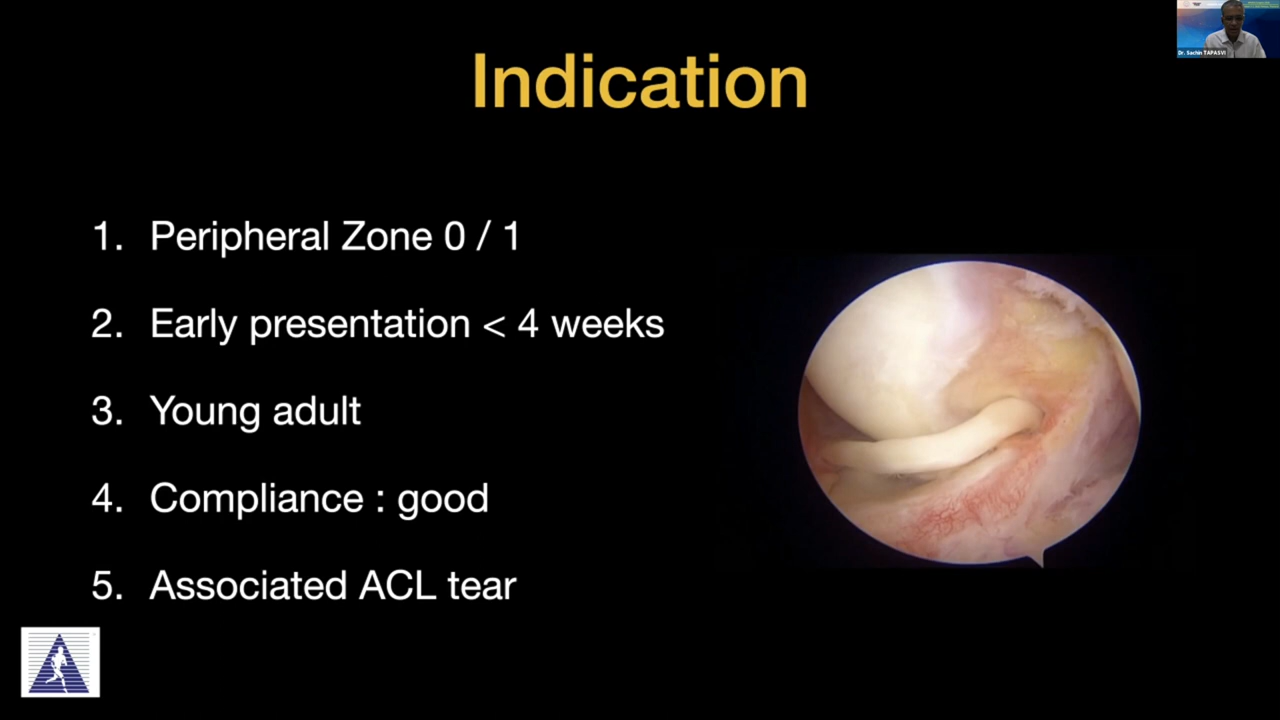 Indication
1. Peripheral Zone 0 / 1
2. Early presentation < 4 weeks
3. Young adult
4. Compliance : good
5. Associated ACL tear
Dr. Sachin TAPASVI